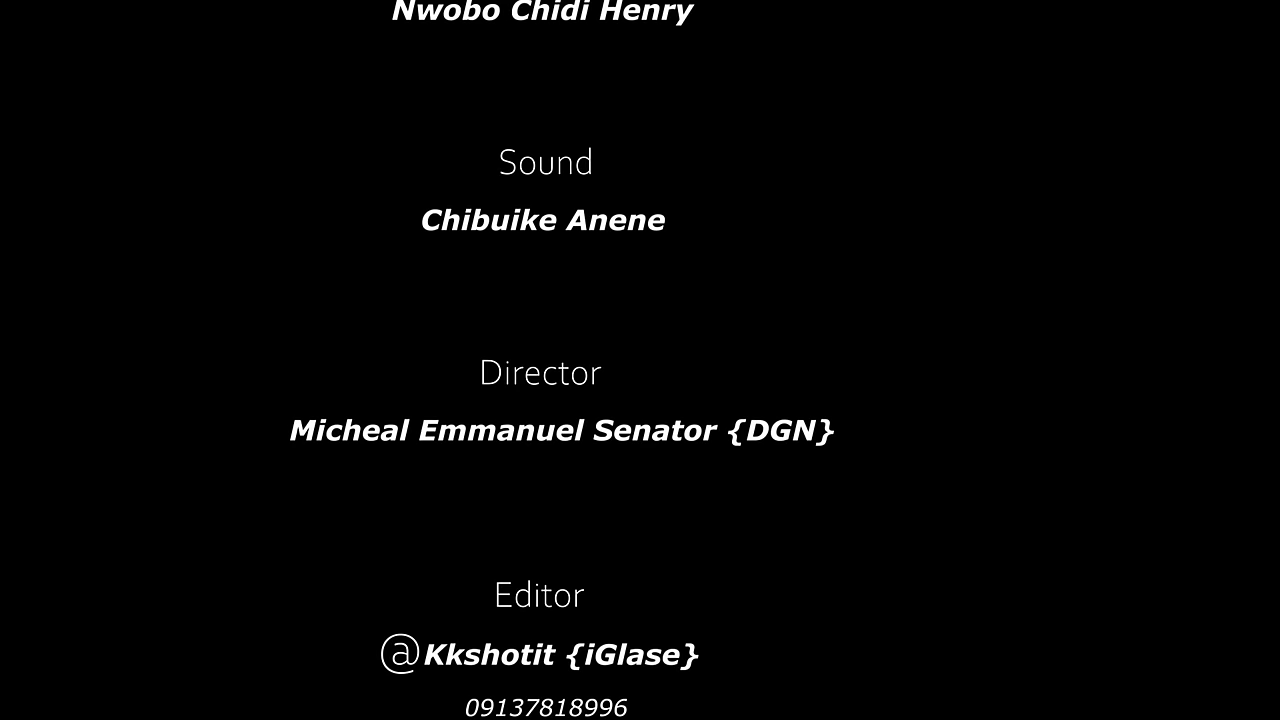 Nwobo Chidi Henry
Sound
Chibuike Anene
Director
Micheal Emmanuel Senator {DGN}
Editor
@Kkshotit {iGlase}
09137818996